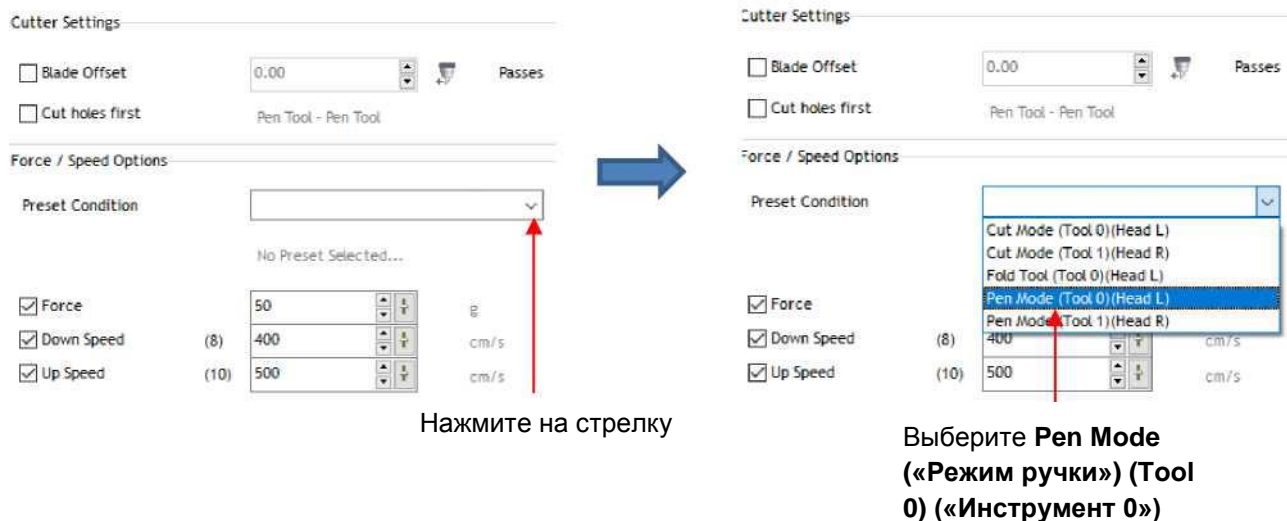 Cutter Settings
Blade Offset 0.00 Passes
Cut holes first Pen Tool - Pen Tool
Force / Speed Options
Preset Condition
No Preset Selected...
Force 50 g
Down Speed (8) 400 cm/s
Up Speed (10) 500 cm/s
Нажмите на стрелку
Cutter Settings
Blade Offset 0.00 Passes
Cut holes first Pen Tool - Pen Tool
Force / Speed Options
Preset Condition
Cut Mode (Tool 0)(Head L)
Cut Mode (Tool 1)(Head R)
Fold Tool (Tool 0)(Head L)
Pen Mode (Tool 0)(Head L)
Pen Mode (Tool 1)(Head R)
Force
Down Speed (8) 400 cm/s
Up Speed (10) 500 cm/s
Выберите Pen Mode
(«Режим ручки») (Tool
0) («Инструмент 0»)